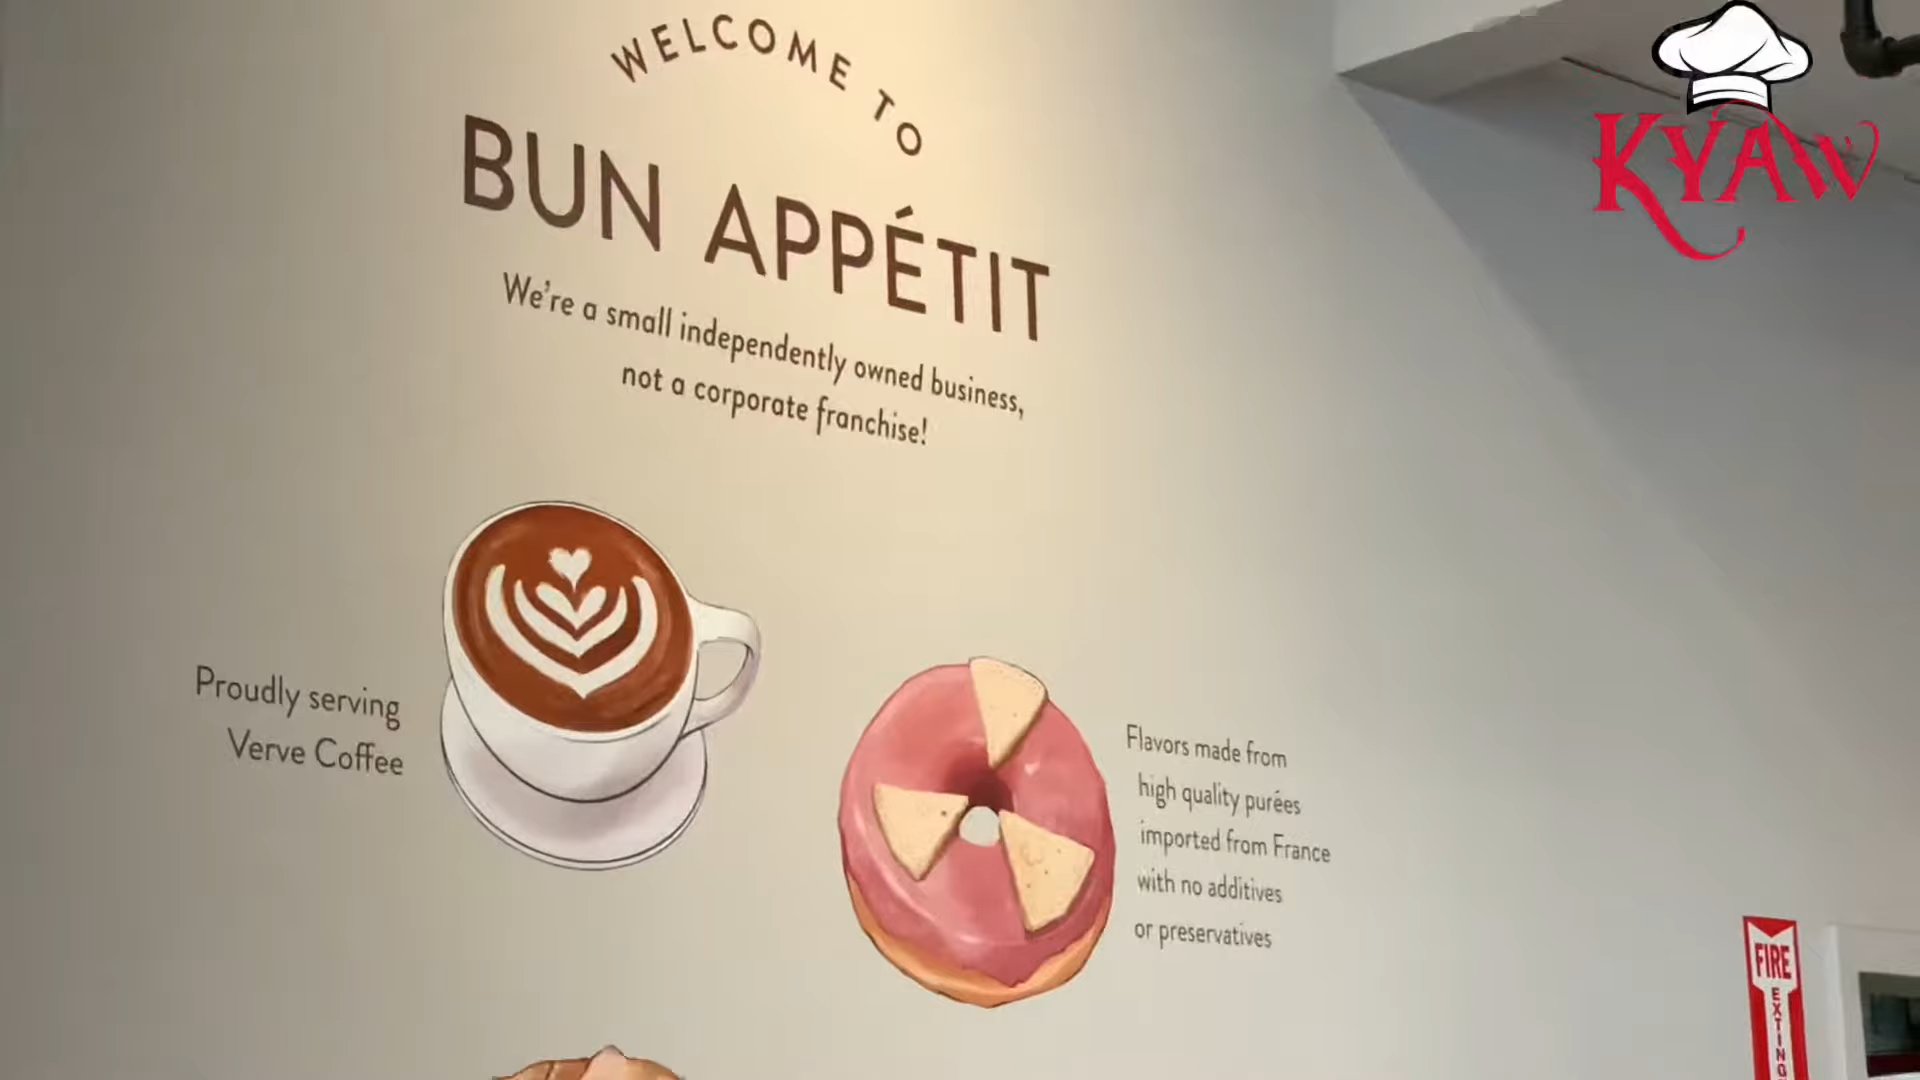 WELCOME TO
BUN APPÉTIT
We're a small independently owned business,
not a corporate franchise!
Proudly serving
Verve Coffee
Flavors made from
high quality purées
imported from France
with no additives
or preservatives
KYAW
FIRE
EXTING